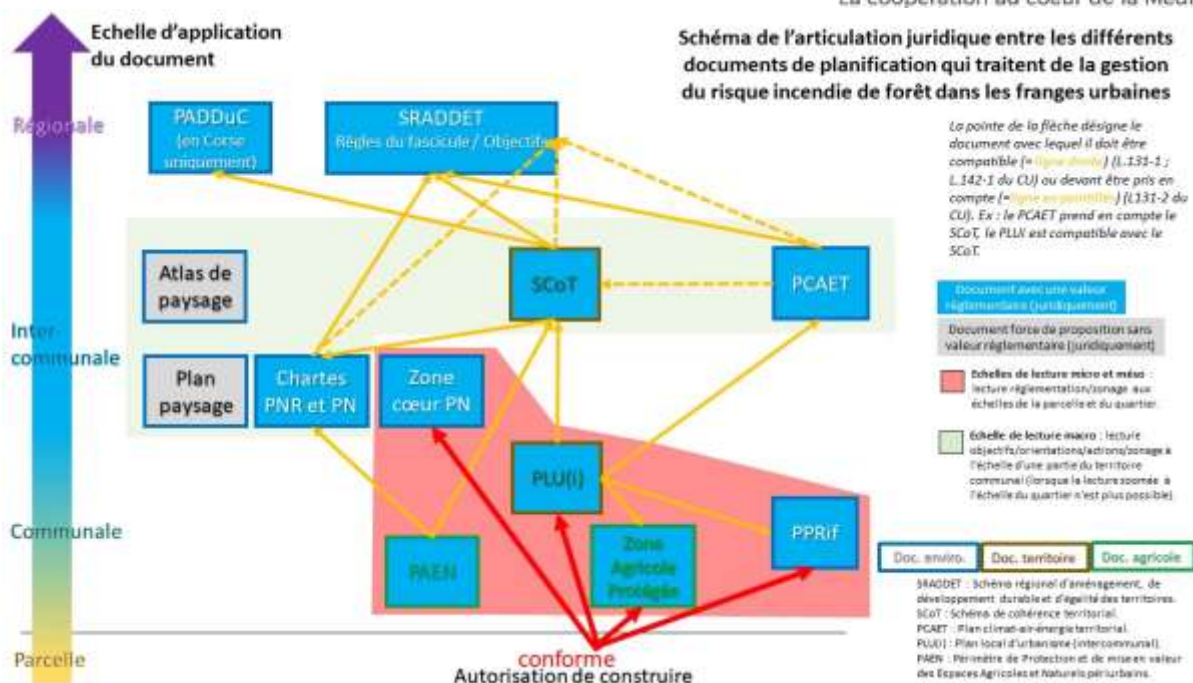 La coopération au coeur de la Médi
Echelle d'application
du document
Schéma de l'articulation juridique entre les différents
documents de planification qui traitent de la gestion
du risque incendie de forêt dans les franges urbaines
Régionale
PADDuC
(en Corse
uniquement)
SRADDET
Règles du fascicule / Objectifs
La pointe de la flèche désigne le
document avec lequel il doit être
compatible (= ligne droite) (L.131-1 ;
L.142-1 du CU) ou devant être pris en
compte (=ligne en pointillés) (L131-2 du
CU). Ex : le PCAET prend en compte le
SCoT, le PLUi est compatible avec le
SCoT.
Atlas de
paysage
SCoT
PCAET
Document avec une valeur
réglementaire (juridiquement)
Document force de proposition sans
valeur réglementaire (juridiquement)
Inter-
communale
Plan
paysage
Chartes
PNR et PN
Zone
cœur PN
Echelles de lecture micro et méso :
lecture réglementation/zonage aux
échelles de la parcelle et du quartier.
Echelle de lecture macro : lecture
objectifs/orientations/actions/zonage à
l'échelle d'une partie du territoire
communal (lorsque la lecture zoomée à
l'échelle du quartier n'est plus possible)
PLU(i)
Communale
PAEN
Zone
Agricole
Protégée
PPRif
Doc. enviro.
Doc. territoire
Doc. agricole
SRADDET : Schéma régional d'aménagement, de
développement durable et d'égalité des territoires.
SCoT : Schéma de cohérence territorial.
PCAET : Plan climat-air-énergie territorial.
PLU(i) : Plan local d'urbanisme (intercommunal).
PAEN : Périmètre de Protection et de mise en valeur
des Espaces Agricoles et Naturels périurbains.
Parcelle
conforme
Autorisation de construire